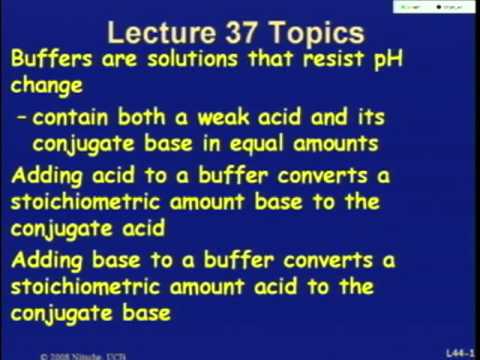 Lecture 37 Topics
Buffers are solutions that resist pH
change
- contain both a weak acid and its
conjugate base in equal amounts
Adding acid to a buffer converts a
stoichiometric amount base to the
conjugate acid
Adding base to a buffer converts a
stoichiometric amount acid to the
conjugate base
© 2008 Nitsche, UCB
L44-1